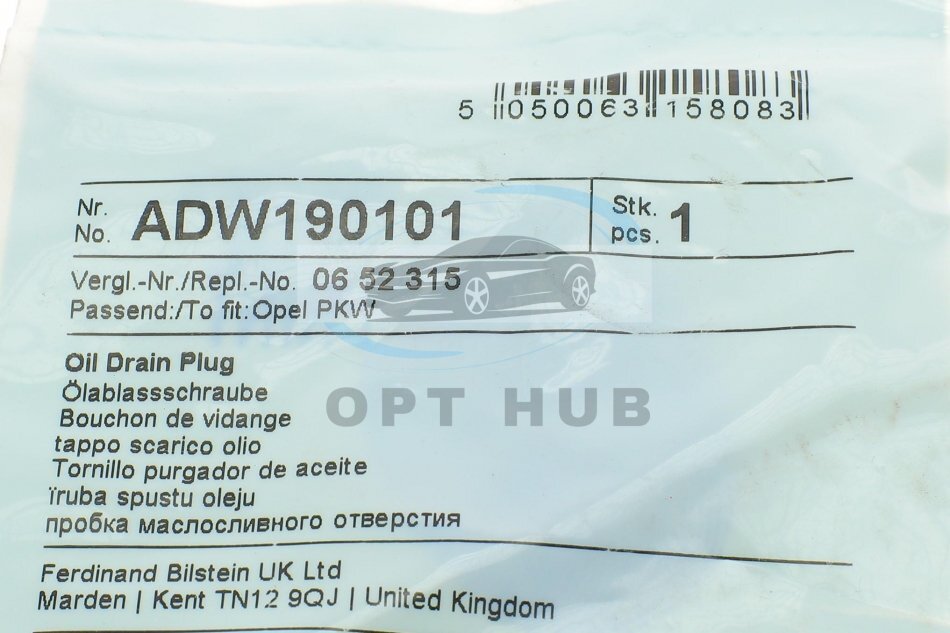 5 050063 158083
Nr.
No. ADW190101
Stk.
pcs. 1
Vergl.-Nr./Repl.-No. 06 52 315
Passend:/To fit: Opel PKW
OPT HUB
Oil Drain Plug
Ölablassschraube
Bouchon de vidange
tappo scarico olio
Tornillo purgador de aceite
ïruba spustu oleju
пробка маслосливного отверстия
Ferdinand Bilstein UK Ltd
Marden | Kent TN12 9QJ | United Kingdom